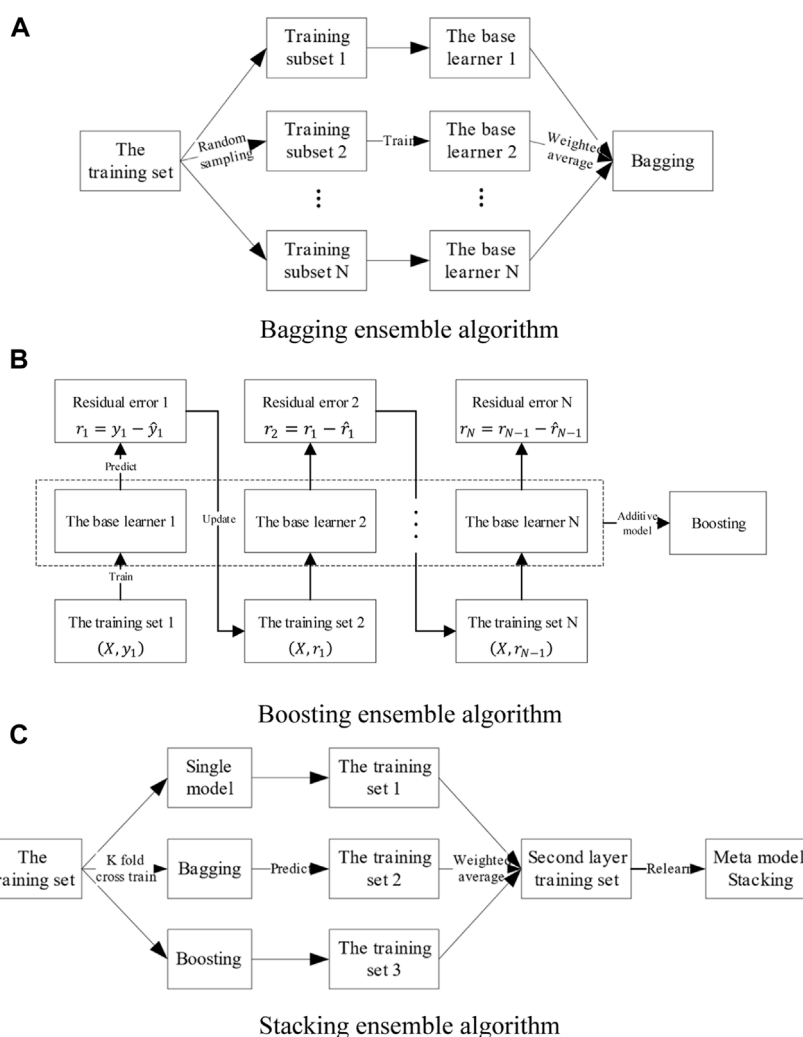 A
Training
subset 1
The base
learner 1
The
training set
Random
sampling
Training
subset 2
Train
The base
learner 2
Weighted
average
Bagging
Training
subset N
The base
learner N
Bagging ensemble algorithm
B
Residual error 1
r₁ = y₁ − ŷ₁
Residual error 2
r₂ = r₁ − r̂₁
Residual error N
r_N = r_{N−1} − r̂_{N−1}
Predict
The base learner 1
Update
The base learner 2
The base learner N
Additive
model
Boosting
Train
The training set 1
(X, y₁)
The training set 2
(X, r₁)
The training set N
(X, r_{N−1})
Boosting ensemble algorithm
C
Single
model
The training
set 1
The
raining set
K fold
cross train
Bagging
Predict
The training
set 2
Weighted
average
Second layer
training set
Relearn
Meta model
Stacking
Boosting
The training
set 3
Stacking ensemble algorithm